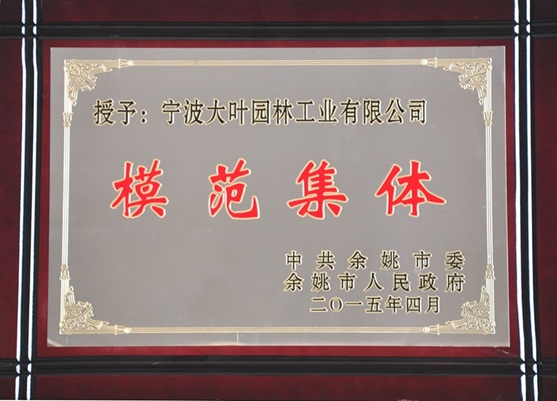 授予：宁波大叶园林工业有限公司
模范集体
中共余姚市委
余姚市人民政府
二〇一五年四月